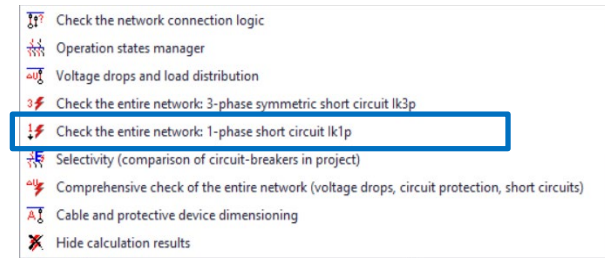 Check the network connection logic
Operation states manager
Voltage drops and load distribution
Check the entire network: 3-phase symmetric short circuit Ik3p
Check the entire network: 1-phase short circuit Ik1p
Selectivity (comparison of circuit-breakers in project)
Comprehensive check of the entire network (voltage drops, circuit protection, short circuits)
Cable and protective device dimensioning
Hide calculation results